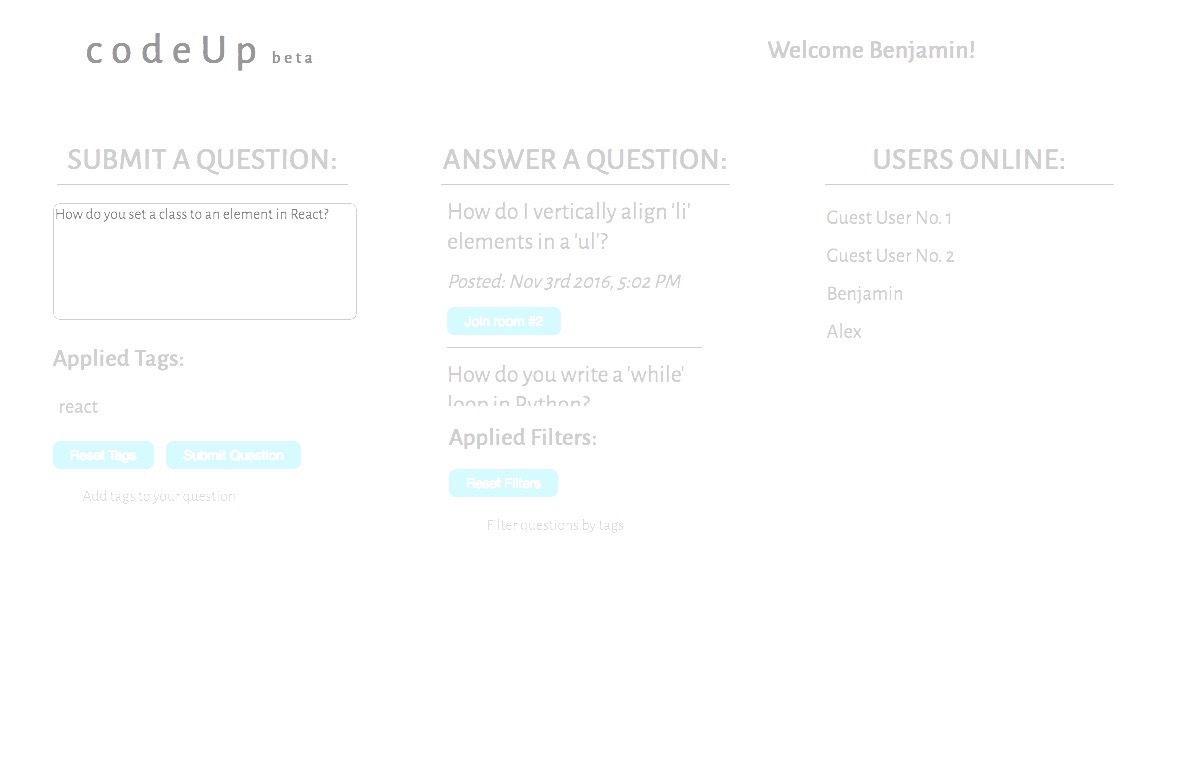 codeUp beta
Welcome Benjamin!
SUBMIT A QUESTION:
How do you set a class to an element in React?
Applied Tags:
react
Reset Tags
Submit Question
Add tags to your question
ANSWER A QUESTION:
How do I vertically align 'li'
elements in a 'ul'?
Posted: Nov 3rd 2016, 5:02 PM
Join room #2
How do you write a 'while'
loop in Python?
Applied Filters:
Reset Filters
Filter questions by tags
USERS ONLINE:
Guest User No. 1
Guest User No. 2
Benjamin
Alex